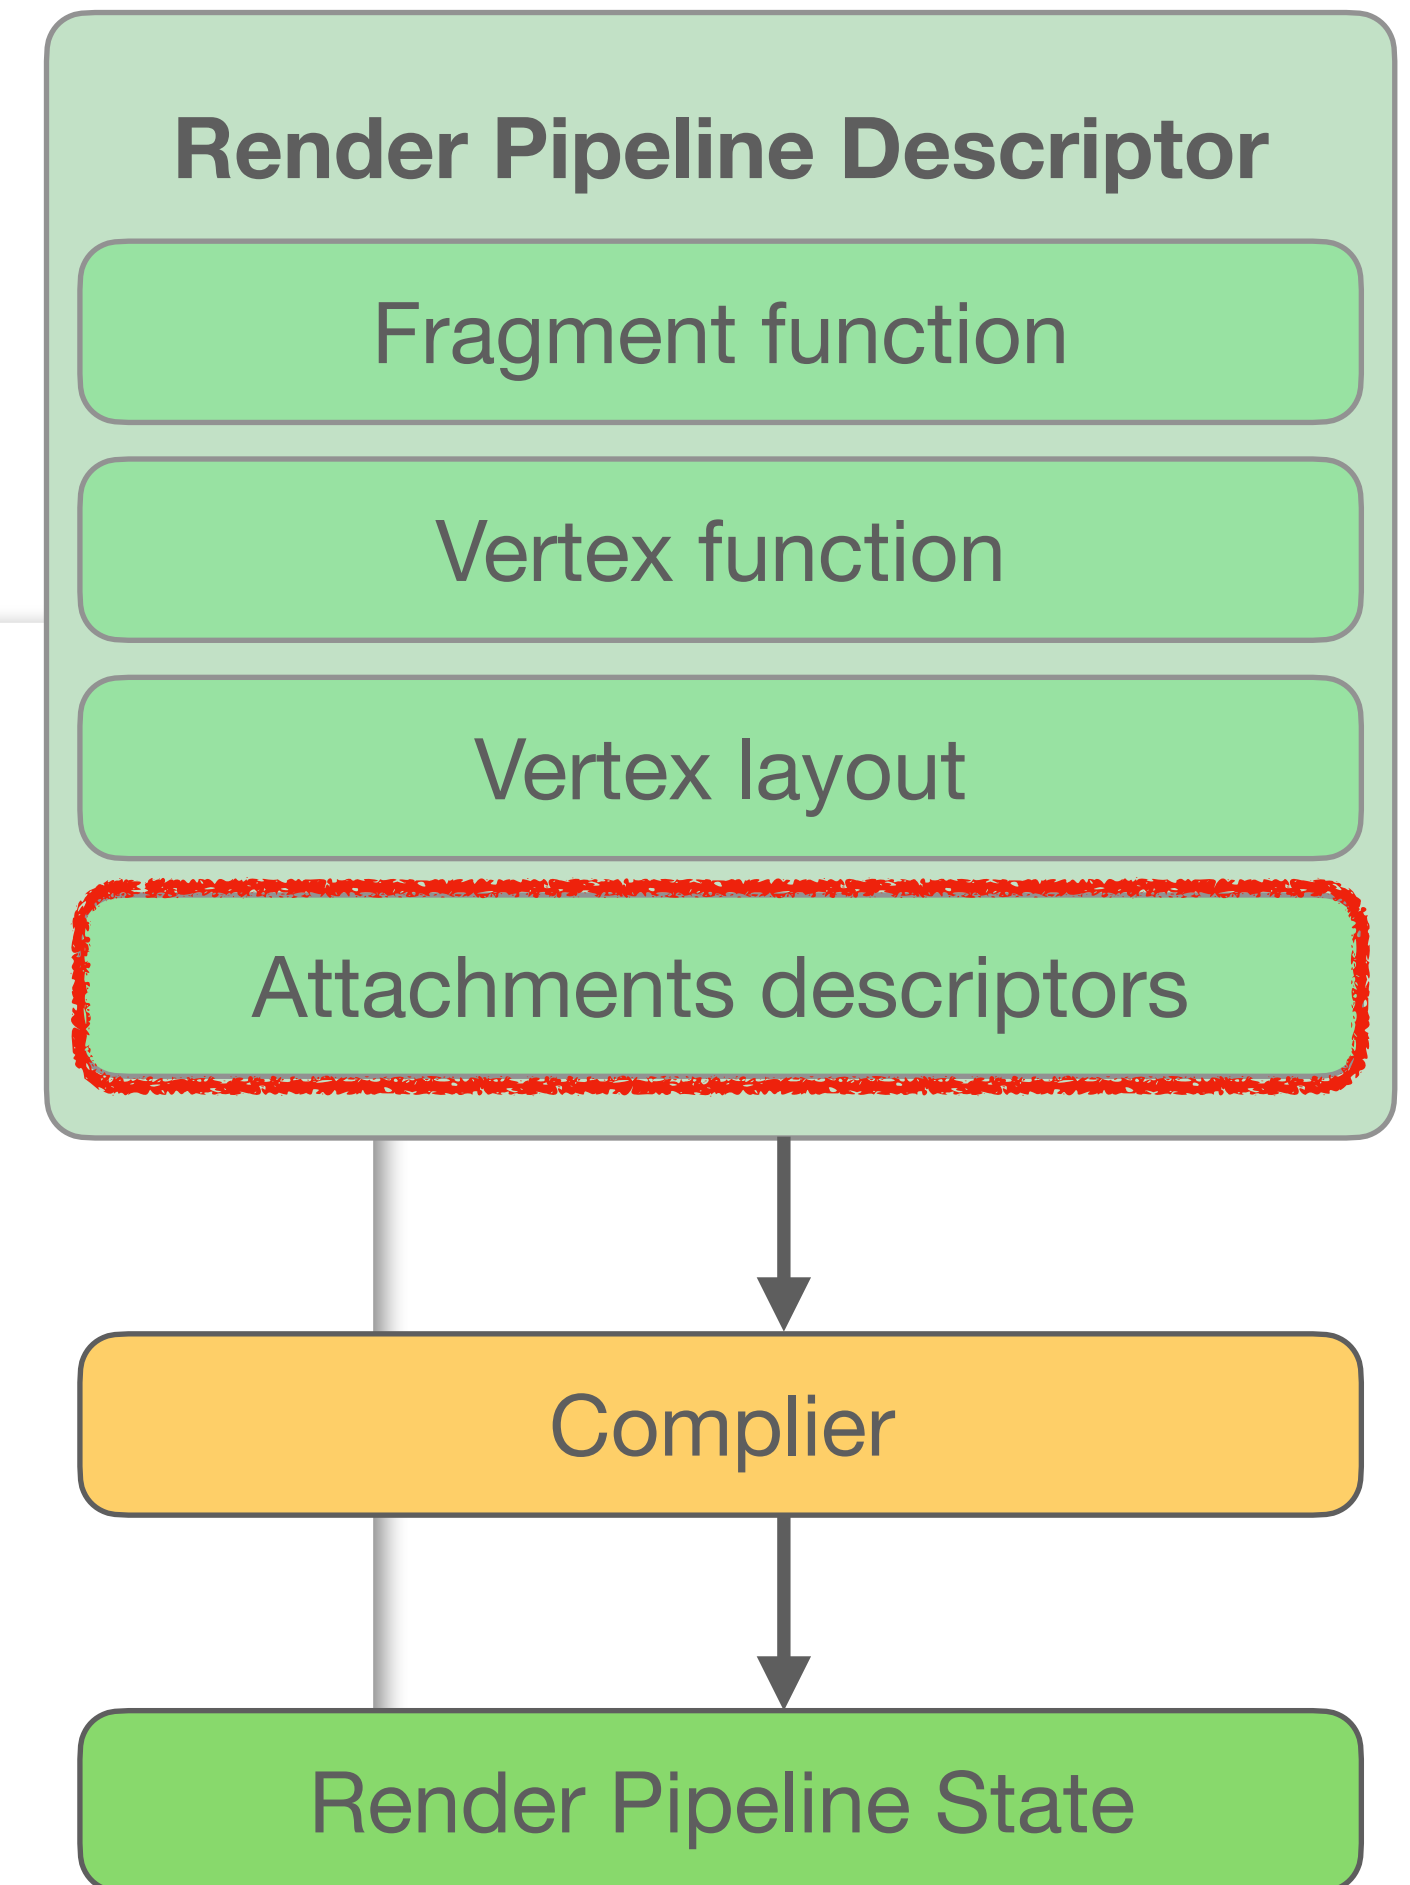 Render Pipeline Descriptor
Fragment function
Vertex function
Vertex layout
Attachments descriptors
Complier
Render Pipeline State